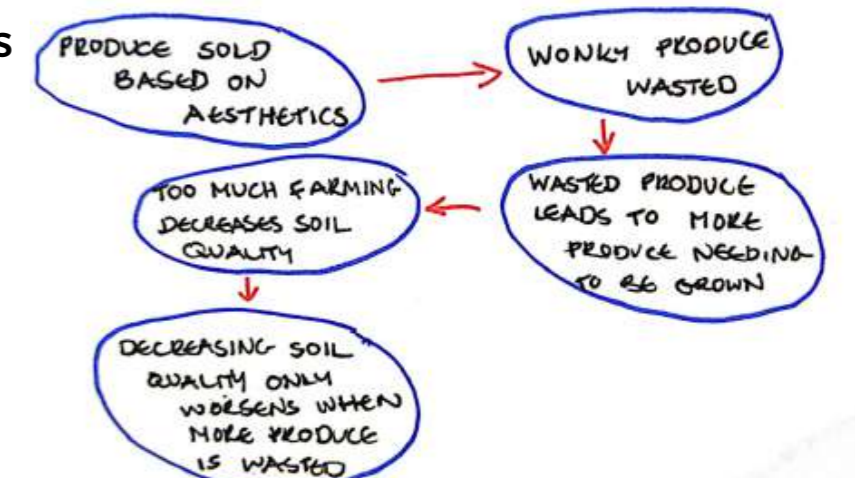 s
PRODUCE SOLD
BASED ON
AESTHETICS
WONKY PRODUCE
WASTED
WASTED PRODUCE
LEADS TO MORE
PRODUCE NEEDING
TO BE GROWN
TOO MUCH FARMING
DECREASES SOIL
QUALITY
DECREASING SOIL
QUALITY ONLY
WORSENS WHEN
MORE PRODUCE
IS WASTED